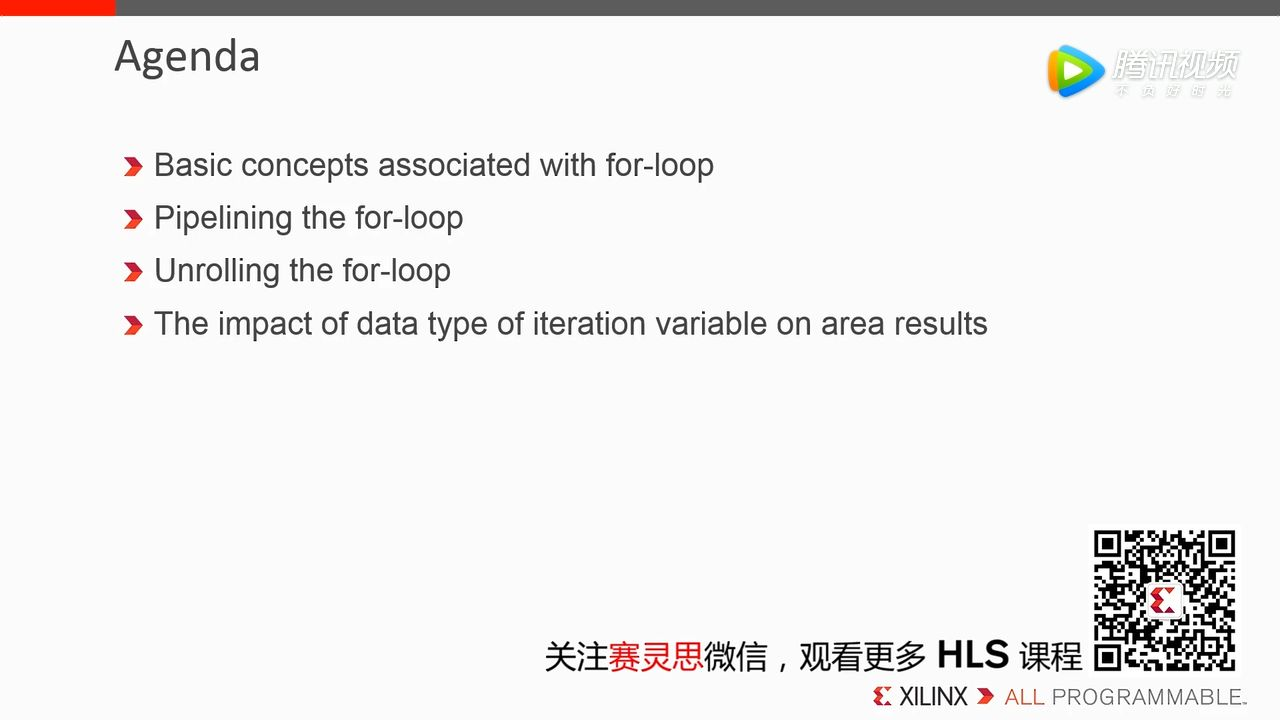 Agenda
腾讯视频
不负好时光
Basic concepts associated with for-loop
Pipelining the for-loop
Unrolling the for-loop
The impact of data type of iteration variable on area results
关注赛灵思微信，观看更多 HLS 课程
XILINX ALL PROGRAMMABLE™